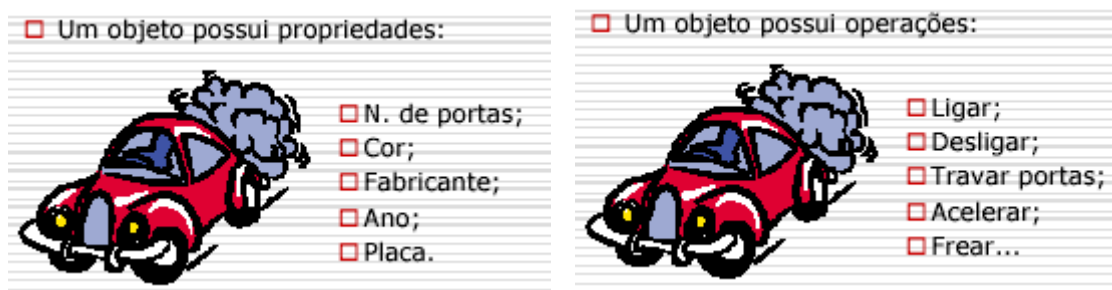 Um objeto possui propriedades:
N. de portas;
Cor;
Fabricante;
Ano;
Placa.
Um objeto possui operações:
Ligar;
Desligar;
Travar portas;
Acelerar;
Frear...